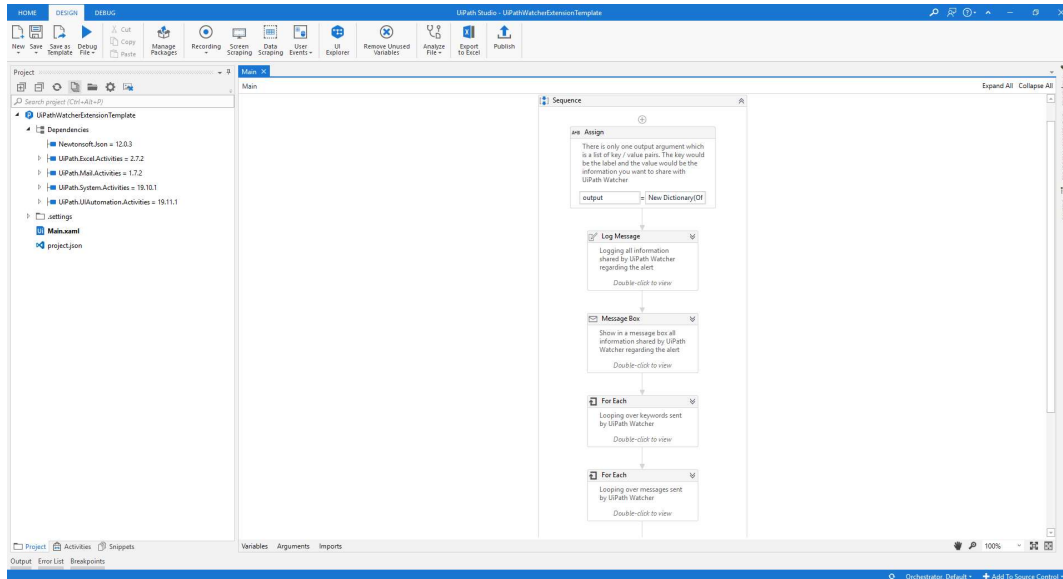 HOME DESIGN DEBUG
UiPath Studio - UiPathWatcherExtensionTemplate
New Save Save as Template Debug File
Cut
Copy
Paste
Manage Packages
Recording
Screen Scraping
Data Scraping
User Events
UI Explorer
Remove Unused Variables
Analyze File
Export to Excel
Publish
Project
Search project (Ctrl+Alt+P)
UiPathWatcherExtensionTemplate
Dependencies
Newtonsoft.Json = 12.0.3
UiPath.Excel.Activities = 2.7.2
UiPath.Mail.Activities = 1.7.2
UiPath.System.Activities = 19.10.1
UiPath.UIAutomation.Activities = 19.11.1
.settings
Main.xaml
project.json
Main
Main
Expand All Collapse All
Sequence
A+B Assign
There is only one output argument which
is a list of key / value pairs. The key would
be the label and the value would be the
information you want to share with
UiPath Watcher
output = New Dictionary(Of
Log Message
Logging all information
shared by UiPath Watcher
regarding the alert
Double-click to view
Message Box
Show in a message box all
information shared by UiPath
Watcher regarding the alert
Double-click to view
For Each
Looping over keywords sent
by UiPath Watcher
Double-click to view
For Each
Looping over messages sent
by UiPath Watcher
Double-click to view
Project Activities Snippets
Variables Arguments Imports
100%
Output Error List Breakpoints
Orchestrator, Default
Add To Source Control